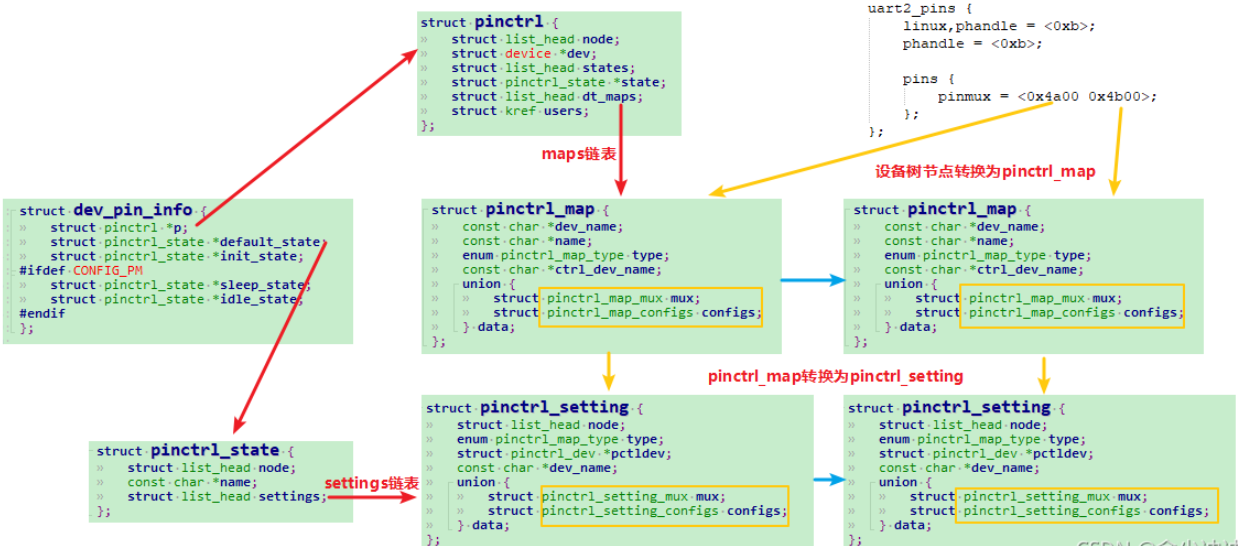 struct pinctrl {
struct list_head node;
struct device *dev;
struct list_head states;
struct pinctrl_state *state;
struct list_head dt_maps;
struct kref users;
};
uart2_pins {
linux,phandle = <0xb>;
phandle = <0xb>;
pins {
pinmux = <0x4a00 0x4b00>;
};
};
maps链表
设备树节点转换为pinctrl_map
struct dev_pin_info {
struct pinctrl *p;
struct pinctrl_state *default_state;
struct pinctrl_state *init_state;
#ifdef CONFIG_PM
struct pinctrl_state *sleep_state;
struct pinctrl_state *idle_state;
#endif
};
struct pinctrl_map {
const char *dev_name;
const char *name;
enum pinctrl_map_type type;
const char *ctrl_dev_name;
union {
struct pinctrl_map_mux mux;
struct pinctrl_map_configs configs;
} data;
};
struct pinctrl_map {
const char *dev_name;
const char *name;
enum pinctrl_map_type type;
const char *ctrl_dev_name;
union {
struct pinctrl_map_mux mux;
struct pinctrl_map_configs configs;
} data;
};
pinctrl_map转换为pinctrl_setting
struct pinctrl_state {
struct list_head node;
const char *name;
struct list_head settings;
};
settings链表
struct pinctrl_setting {
struct list_head node;
enum pinctrl_map_type type;
struct pinctrl_dev *pctldev;
const char *dev_name;
union {
struct pinctrl_setting_mux mux;
struct pinctrl_setting_configs configs;
} data;
};
struct pinctrl_setting {
struct list_head node;
enum pinctrl_map_type type;
struct pinctrl_dev *pctldev;
const char *dev_name;
union {
struct pinctrl_setting_mux mux;
struct pinctrl_setting_configs configs;
} data;
};